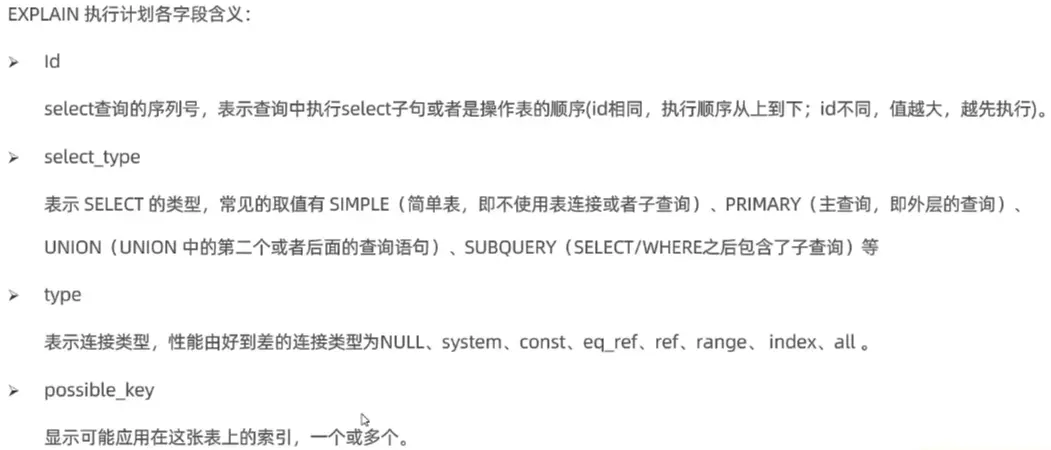 EXPLAIN 执行计划各字段含义：
➢ Id
select查询的序列号，表示查询中执行select子句或者是操作表的顺序(id相同，执行顺序从上到下；id不同，值越大，越先执行)。
➢ select_type
表示 SELECT 的类型，常见的取值有 SIMPLE（简单表，即不使用表连接或者子查询）、PRIMARY（主查询，即外层的查询）、
UNION（UNION 中的第二个或者后面的查询语句）、SUBQUERY（SELECT/WHERE之后包含了子查询）等
➢ type
表示连接类型，性能由好到差的连接类型为NULL、system、const、eq_ref、ref、range、 index、all 。
➢ possible_key
显示可能应用在这张表上的索引，一个或多个。